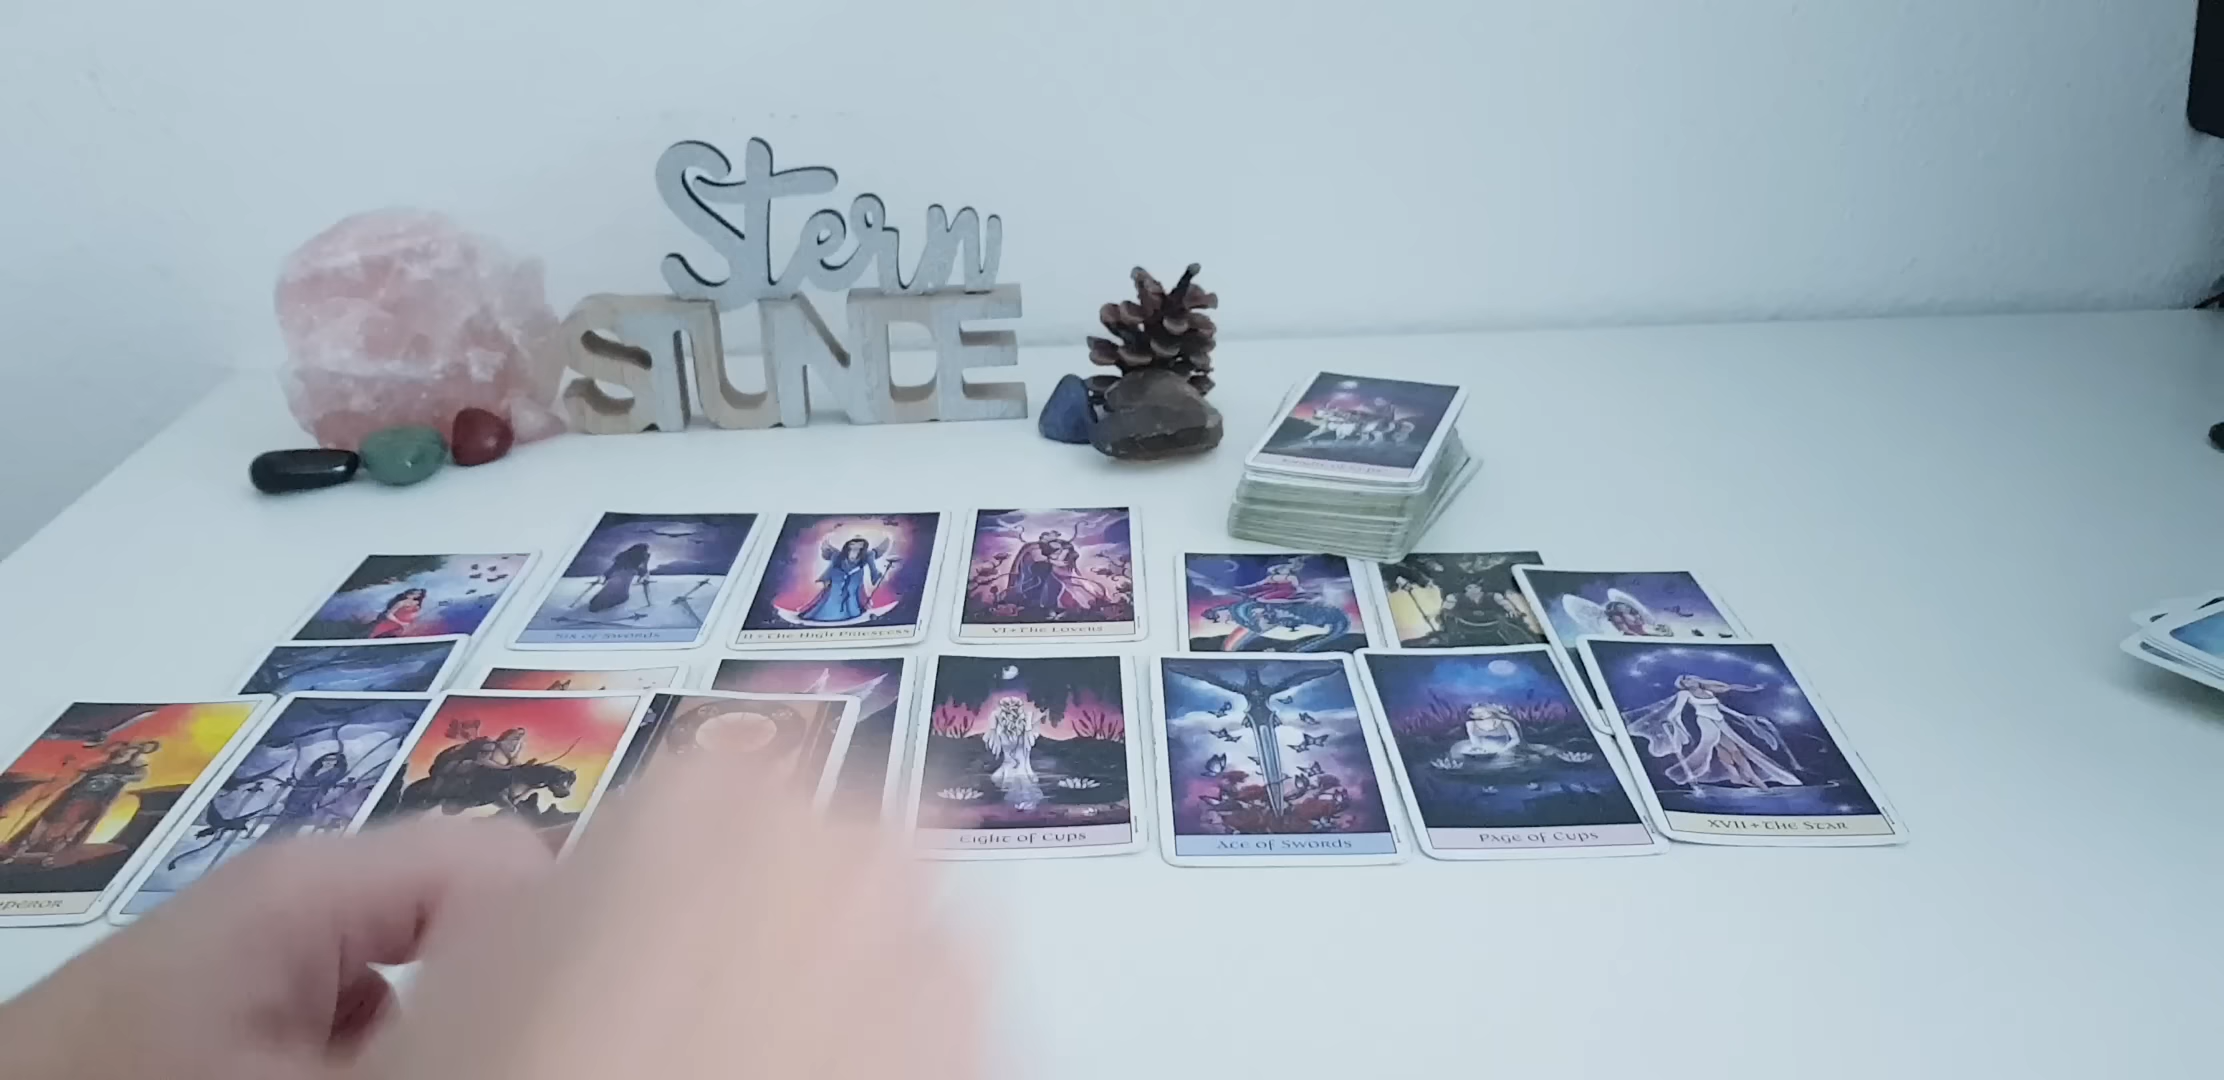 Stern
STUNDE
Six of Swords
II + The High Priestess
VI + The Lovers
Eight of Cups
Ace of Swords
Page of Cups
XVII + The Star